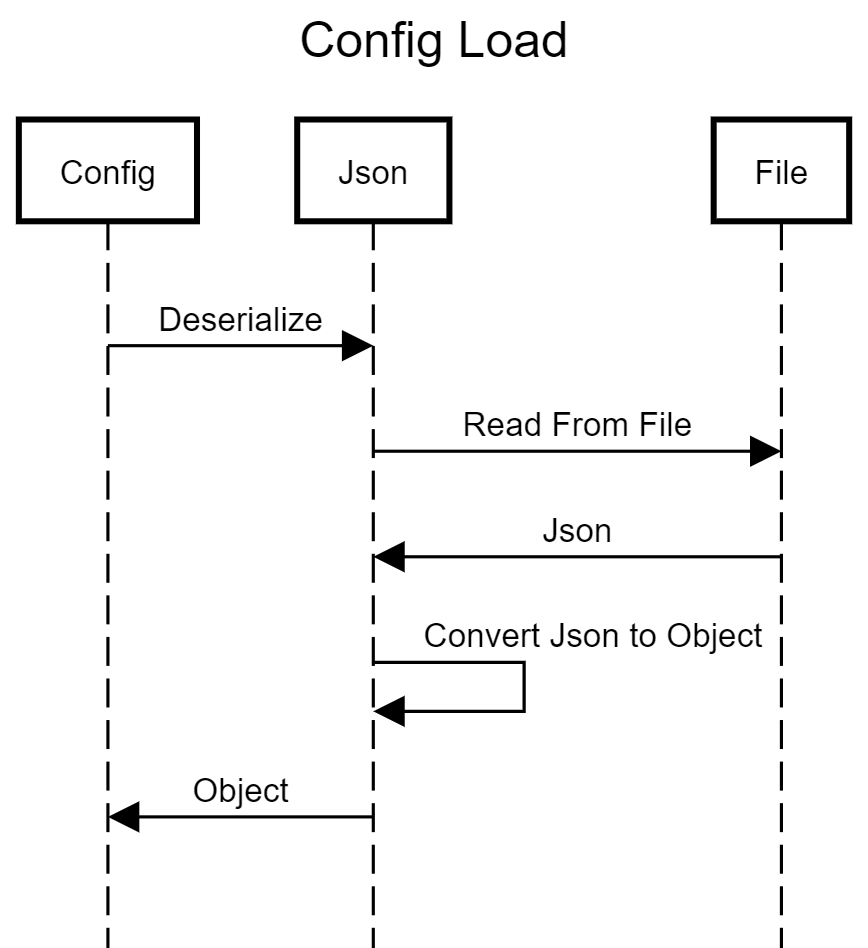 Config Load
Config
Json
File
Deserialize
Read From File
Json
Convert Json to Object
Object